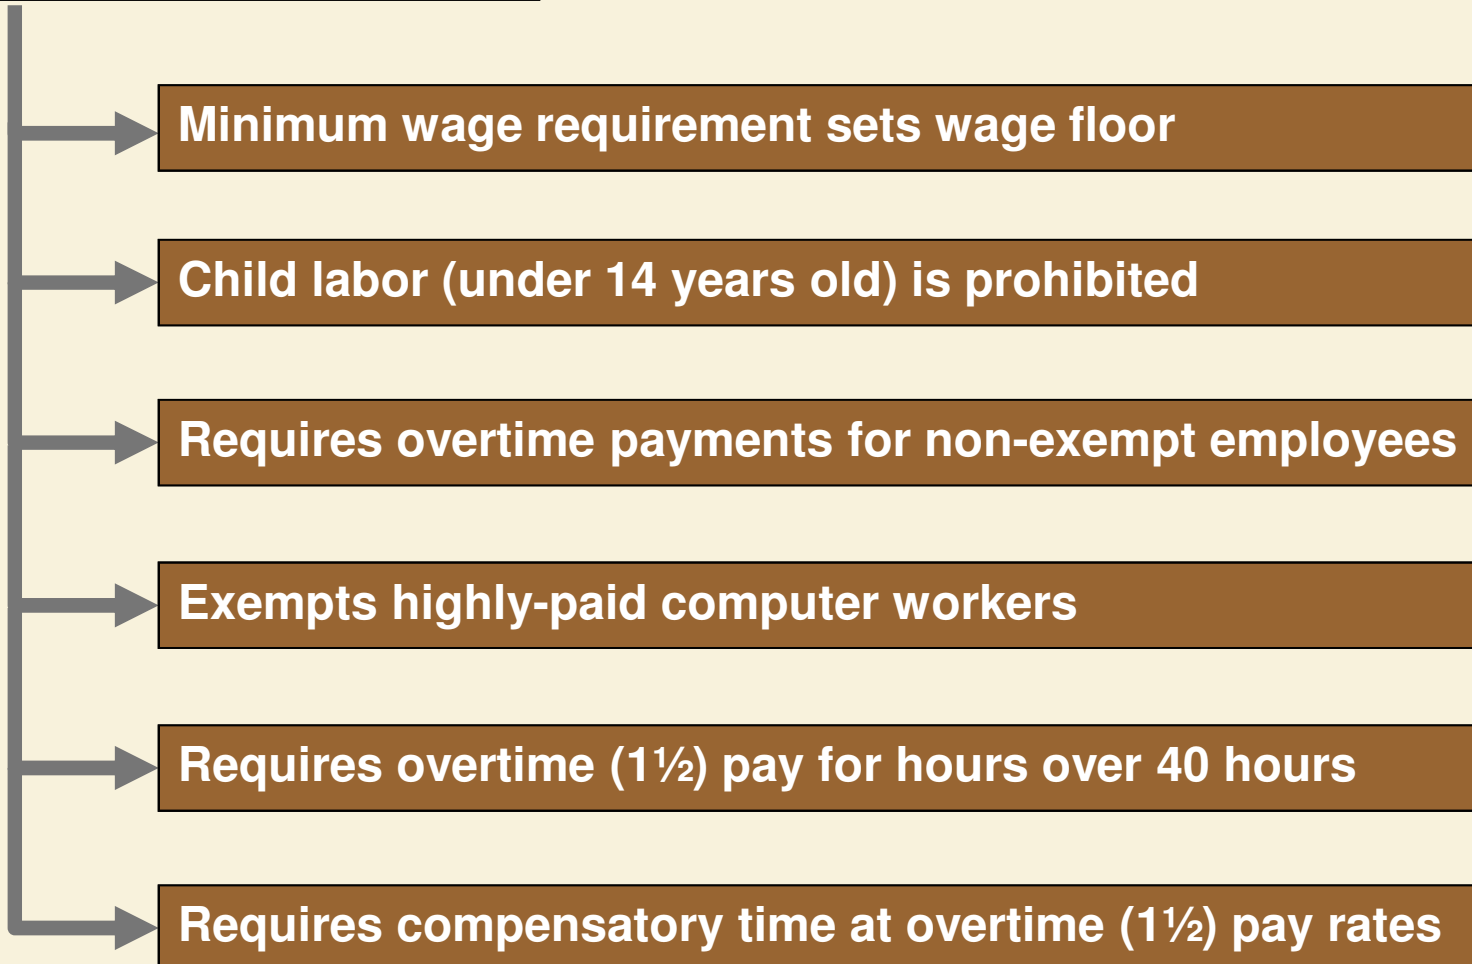 Minimum wage requirement sets wage floor
Child labor (under 14 years old) is prohibited
Requires overtime payments for non-exempt employees
Exempts highly-paid computer workers
Requires overtime (1½) pay for hours over 40 hours
Requires compensatory time at overtime (1½) pay rates